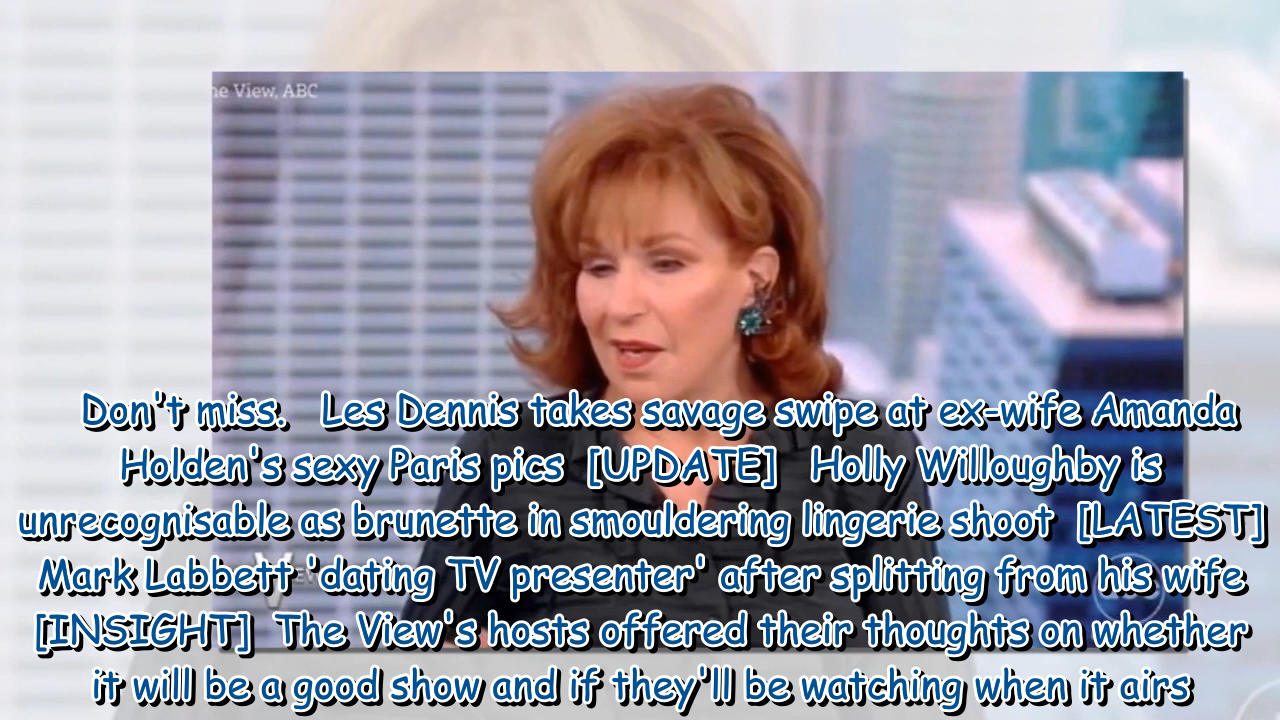 he View, ABC
Don't miss. Les Dennis takes savage swipe at ex-wife Amanda
Holden's sexy Paris pics [UPDATE] Holly Willoughby is
unrecognisable as brunette in smouldering lingerie shoot [LATEST]
Mark Labbett 'dating TV presenter' after splitting from his wife
[INSIGHT] The View's hosts offered their thoughts on whether
it will be a good show and if they'll be watching when it airs